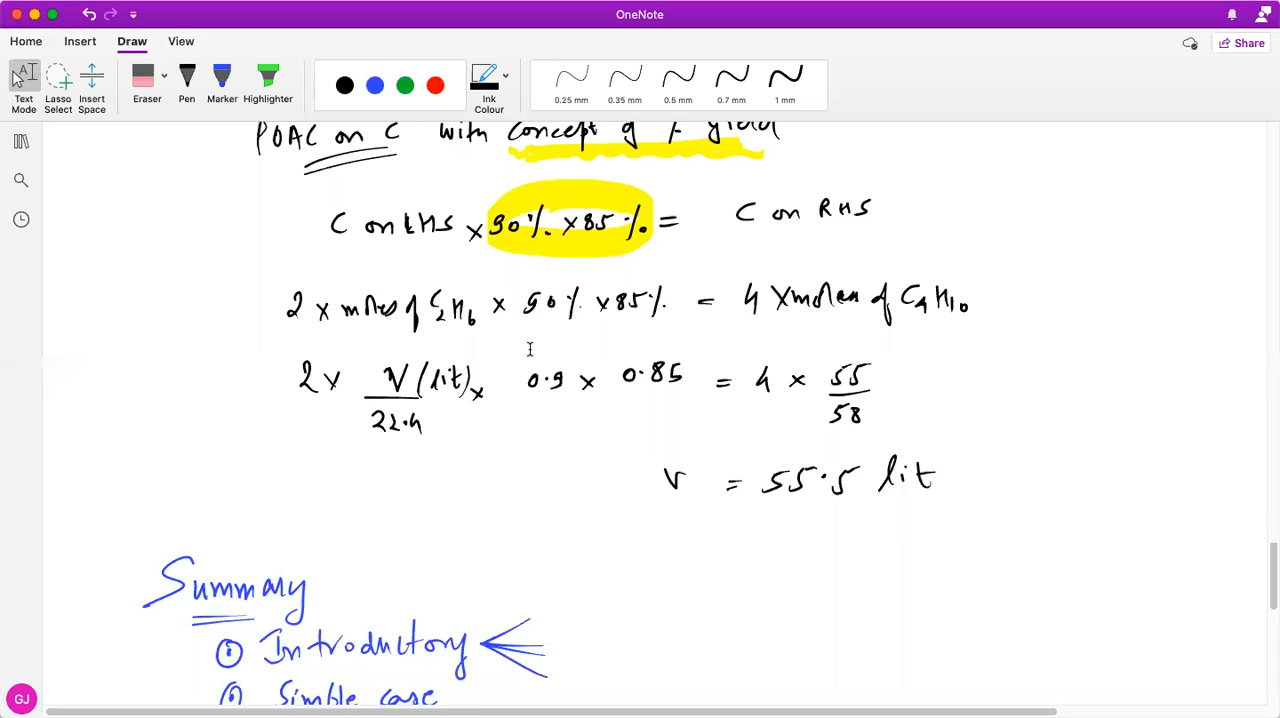 OneNote
Home Insert Draw View
Share
Text Mode
Lasso Select
Insert Space
Eraser
Pen
Marker
Highlighter
Ink Colour
0.25 mm 0.35 mm 0.5 mm 0.7 mm 1 mm
POAC on C with concept of % yield
C on LHS × 90% × 85% = C on RHS
2 × moles of C2H6 × 90% × 85% = 4 × moles of C4H10
2 × V(lit)/22.4 × 0.9 × 0.85 = 4 × 55/58
V = 55.5 lit
Summary
① Introductory
Simple case
GJ